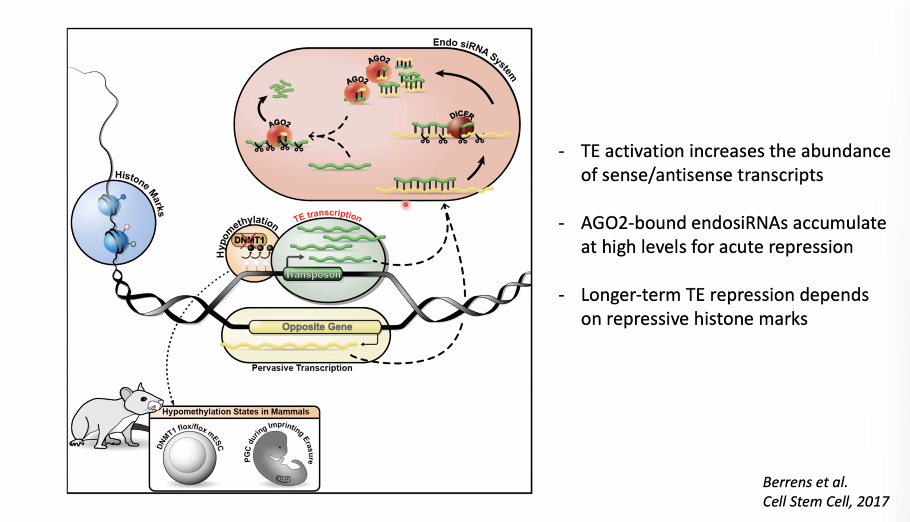 Endo siRNA System
AGO2
AGO2
AGO2
DICER
Histone Marks
Hypomethylation
DNMT1
TE transcription
Transposon
Opposite Gene
Pervasive Transcription
Hypomethylation States in Mammals
DNMT1 flox/flox mESC
PGC during Imprinting Erasure
- TE activation increases the abundance
of sense/antisense transcripts
- AGO2-bound endosiRNAs accumulate
at high levels for acute repression
- Longer-term TE repression depends
on repressive histone marks
Berrens et al.
Cell Stem Cell, 2017